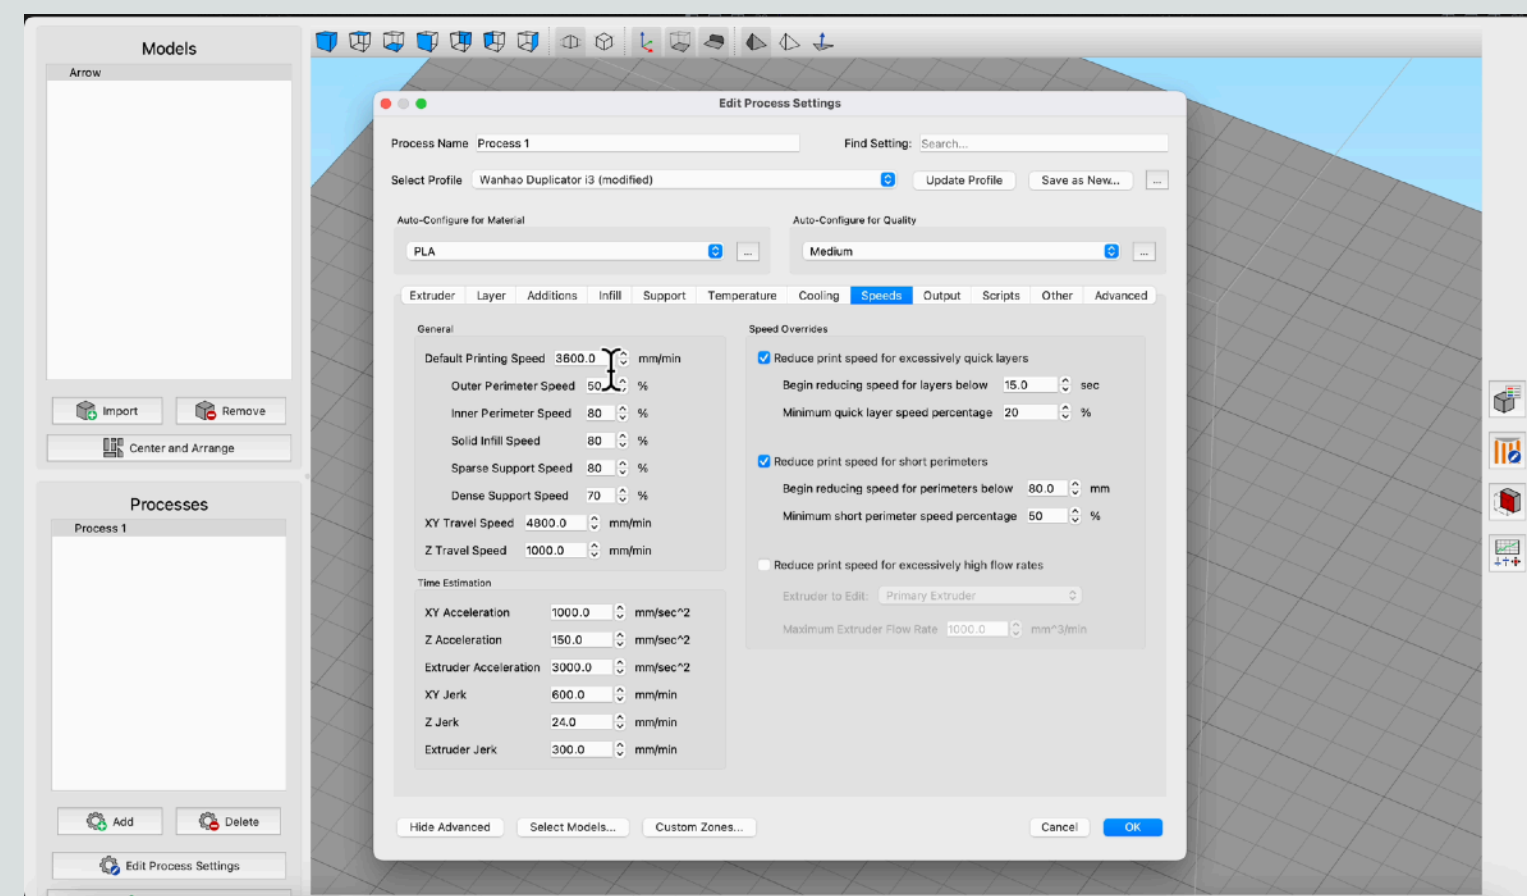 Models
Arrow
Import
Remove
Center and Arrange
Processes
Process 1
Add
Delete
Edit Process Settings
Edit Process Settings
Process Name Process 1
Find Setting: Search...
Select Profile Wanhao Duplicator i3 (modified)
Update Profile
Save as New...
...
Auto-Configure for Material
PLA
...
Auto-Configure for Quality
Medium
...
Extruder Layer Additions Infill Support Temperature Cooling Speeds Output Scripts Other Advanced
General
Default Printing Speed 3600.0 mm/min
Outer Perimeter Speed 50 %
Inner Perimeter Speed 80 %
Solid Infill Speed 80 %
Sparse Support Speed 80 %
Dense Support Speed 70 %
XY Travel Speed 4800.0 mm/min
Z Travel Speed 1000.0 mm/min
Time Estimation
XY Acceleration 1000.0 mm/sec^2
Z Acceleration 150.0 mm/sec^2
Extruder Acceleration 3000.0 mm/sec^2
XY Jerk 600.0 mm/min
Z Jerk 24.0 mm/min
Extruder Jerk 300.0 mm/min
Speed Overrides
Reduce print speed for excessively quick layers
Begin reducing speed for layers below 15.0 sec
Minimum quick layer speed percentage 20 %
Reduce print speed for short perimeters
Begin reducing speed for perimeters below 80.0 mm
Minimum short perimeter speed percentage 50 %
Reduce print speed for excessively high flow rates
Extruder to Edit: Primary Extruder
Maximum Extruder Flow Rate 1000.0 mm^3/min
Hide Advanced
Select Models...
Custom Zones...
Cancel
OK